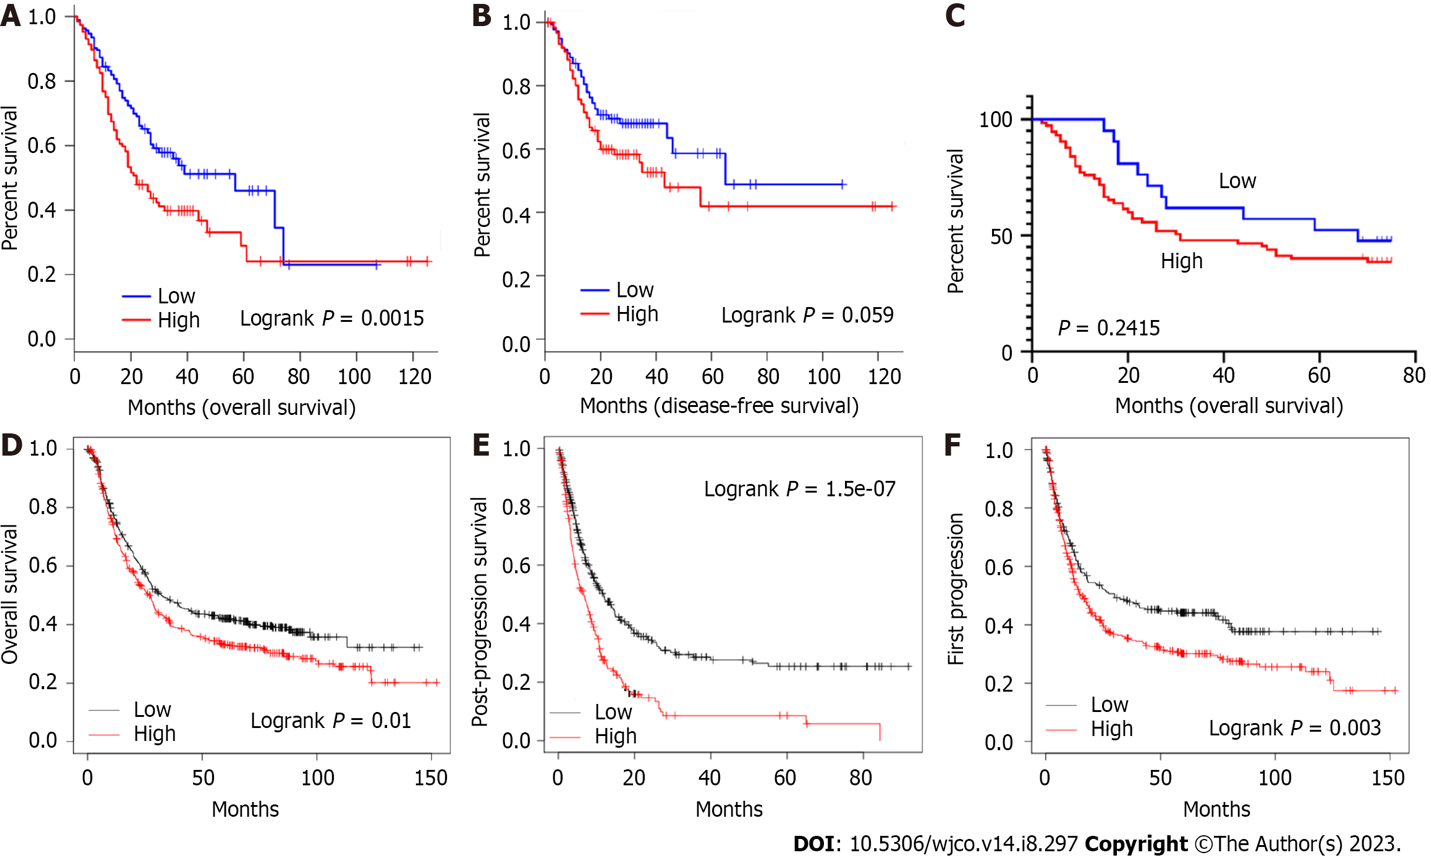 A
1.0
0.8
0.6
0.4
0.2
0.0
Percent survival
Low
High
Logrank P = 0.0015
0 20 40 60 80 100 120
Months (overall survival)
B
1.0
0.8
0.6
0.4
0.2
0.0
Percent survival
Low
High
Logrank P = 0.059
0 20 40 60 80 100 120
Months (disease-free survival)
C
100
50
0
Percent survival
Low
High
P = 0.2415
0 20 40 60 80
Months (overall survival)
D
1.0
0.8
0.6
0.4
0.2
0.0
Overall survival
Low
High
Logrank P = 0.01
0 50 100 150
Months
E
1.0
0.8
0.6
0.4
0.2
0.0
Post-progression survival
Logrank P = 1.5e-07
Low
High
0 20 40 60 80
Months
F
1.0
0.8
0.6
0.4
0.2
0.0
First progression
Low
High
Logrank P = 0.003
0 50 100 150
Months
DOI: 10.5306/wjco.v14.i8.297 Copyright ©The Author(s) 2023.